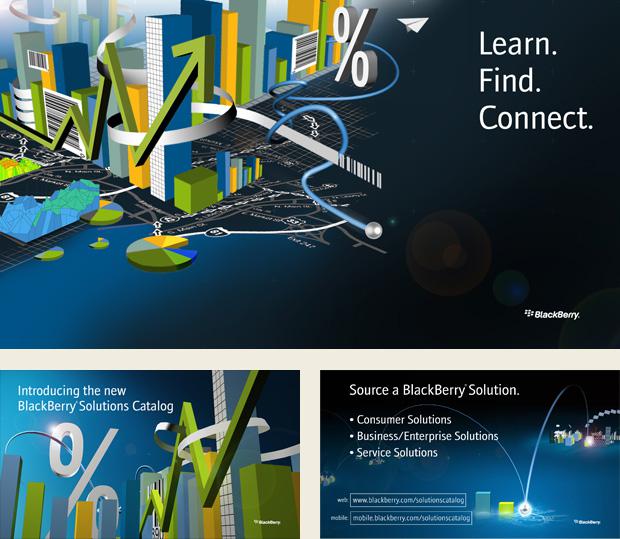 %
Learn.
Find.
Connect.
BlackBerry.
Introducing the new
BlackBerry Solutions Catalog
%
BlackBerry.
Source a BlackBerry Solution.
• Consumer Solutions
• Business/Enterprise Solutions
• Service Solutions
web: www.blackberry.com/solutionscatalog
mobile: mobile.blackberry.com/solutionscatalog
BlackBerry.